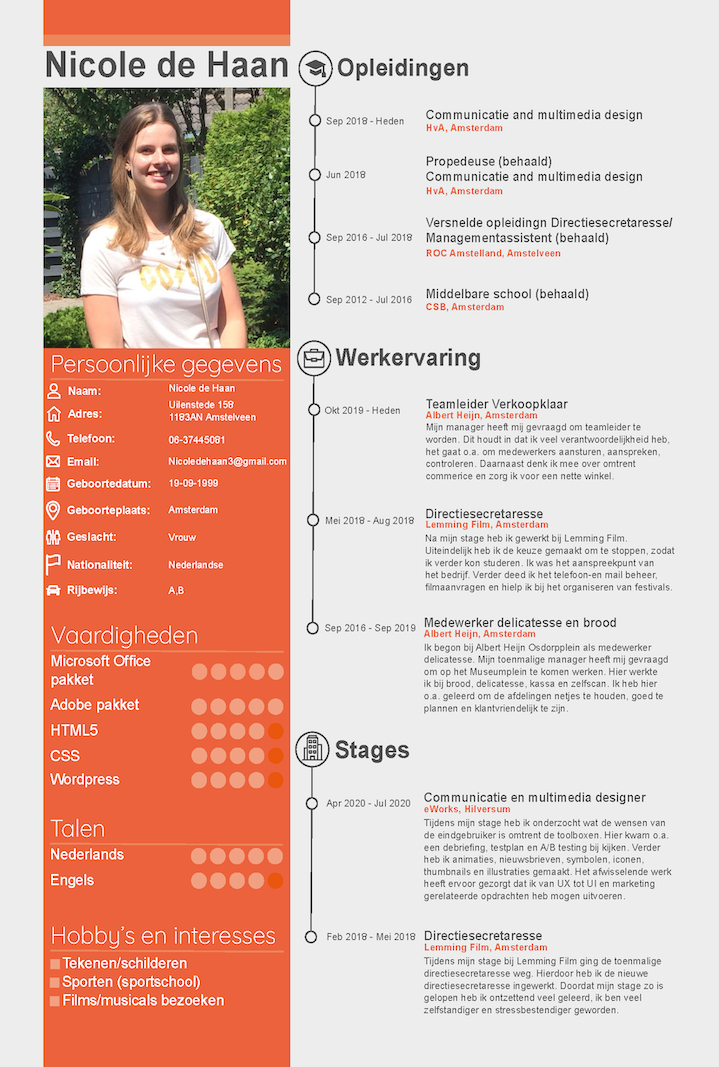 Nicole de Haan
Persoonlijke gegevens
Naam: Nicole de Haan
Adres: Uilenstede 158
1183AN Amstelveen
Telefoon: 06-37445081
Email: Nicoledehaan3@gmail.com
Geboortedatum: 19-09-1999
Geboorteplaats: Amsterdam
Geslacht: Vrouw
Nationaliteit: Nederlandse
Rijbewijs: A,B
Vaardigheden
Microsoft Office
pakket
Adobe pakket
HTML5
CSS
Wordpress
Talen
Nederlands
Engels
Hobby's en interesses
Tekenen/schilderen
Sporten (sportschool)
Films/musicals bezoeken
Opleidingen
Sep 2018 - Heden
Communicatie and multimedia design
HvA, Amsterdam
Jun 2018
Propedeuse (behaald)
Communicatie and multimedia design
HvA, Amsterdam
Sep 2016 - Jul 2018
Versnelde opleidingn Directiesecretaresse/
Managementassistent (behaald)
ROC Amstelland, Amstelveen
Sep 2012 - Jul 2016
Middelbare school (behaald)
CSB, Amsterdam
Werkervaring
Okt 2019 - Heden
Teamleider Verkoopklaar
Albert Heijn, Amsterdam
Mijn manager heeft mij gevraagd om teamleider te
worden. Dit houdt in dat ik veel verantwoordelijkheid heb,
het gaat o.a. om medewerkers aansturen, aanspreken,
controleren. Daarnaast denk ik mee over omtrent
commerice en zorg ik voor een nette winkel.
Mei 2018 - Aug 2018
Directiesecretaresse
Lemming Film, Amsterdam
Na mijn stage heb ik gewerkt bij Lemming Film.
Uiteindelijk heb ik de keuze gemaakt om te stoppen, zodat
ik verder kon studeren. Ik was het aanspreekpunt van
het bedrijf. Verder deed ik het telefoon-en mail beheer,
filmaanvragen en hielp ik bij het organiseren van festivals.
Sep 2016 - Sep 2019
Medewerker delicatesse en brood
Albert Heijn, Amsterdam
Ik begon bij Albert Heijn Osdorpplein als medewerker
delicatesse. Mijn toenmalige manager heeft mij gevraagd
om op het Museumplein te komen werken. Hier werkte
ik bij brood, delicatesse, kassa en zelfscan. Ik heb hier
o.a. geleerd om de afdelingen netjes te houden, goed te
plannen en klantvriendelijk te zijn.
Stages
Apr 2020 - Jul 2020
Communicatie en multimedia designer
eWorks, Hilversum
Tijdens mijn stage heb ik onderzocht wat de wensen van
de eindgebruiker is omtrent de toolboxen. Hier kwam o.a.
een debriefing, testplan en A/B testing bij kijken. Verder
heb ik animaties, nieuwsbrieven, symbolen, iconen,
thumbnails en illustraties gemaakt. Het afwisselende werk
heeft ervoor gezorgd dat ik van UX tot UI en marketing
gerelateerde opdrachten heb mogen uitvoeren.
Feb 2018 - Mei 2018
Directiesecretaresse
Lemming Film, Amsterdam
Tijdens mijn stage bij Lemming Film ging de toenmalige
directiesecretaresse weg. Hierdoor heb ik de nieuwe
directiesecretaresse ingewerkt. Doordat mijn stage zo is
gelopen heb ik ontzettend veel geleerd, ik ben veel
zelfstandiger en stressbestendiger geworden.